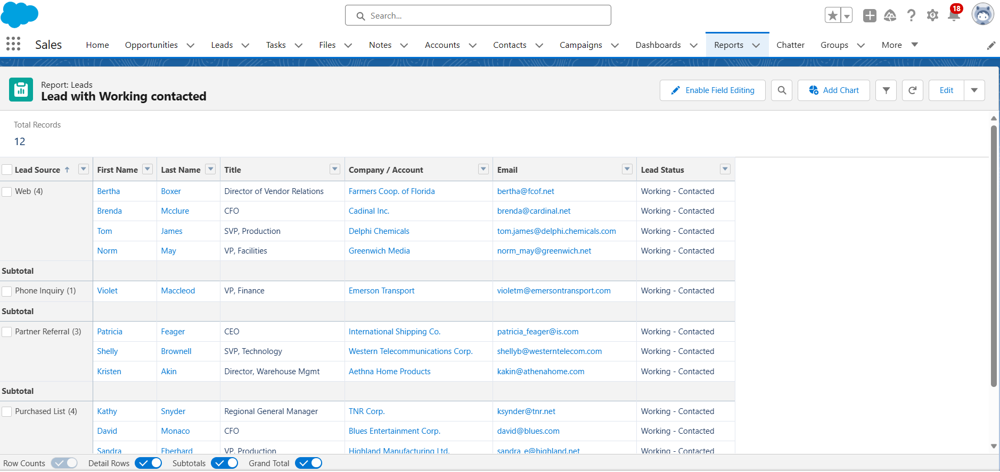 Search...
18
Sales Home Opportunities Leads Tasks Files Notes Accounts Contacts Campaigns Dashboards Reports Chatter Groups More
Report: Leads
Lead with Working contacted
Enable Field Editing Add Chart Edit
Total Records
12
Lead Source ↑ First Name Last Name Title Company / Account Email Lead Status
Web (4) Bertha Boxer Director of Vendor Relations Farmers Coop. of Florida bertha@fcof.net Working - Contacted
Brenda Mcclure CFO Cadinal Inc. brenda@cardinal.net Working - Contacted
Tom James SVP, Production Delphi Chemicals tom.james@delphi.chemicals.com Working - Contacted
Norm May VP, Facilities Greenwich Media norm_may@greenwich.net Working - Contacted
Subtotal
Phone Inquiry (1) Violet Maccleod VP, Finance Emerson Transport violetm@emersontransport.com Working - Contacted
Subtotal
Partner Referral (3) Patricia Feager CEO International Shipping Co. patricia_feager@is.com Working - Contacted
Shelly Brownell SVP, Technology Western Telecommunications Corp. shellyb@westerntelecom.com Working - Contacted
Kristen Akin Director, Warehouse Mgmt Aethna Home Products kakin@athenahome.com Working - Contacted
Subtotal
Purchased List (4) Kathy Snyder Regional General Manager TNR Corp. ksynder@tnr.net Working - Contacted
David Monaco CFO Blues Entertainment Corp. david@blues.com Working - Contacted
Sandra Eberhard VP, Production Highland Manufacturing Ltd. sandra_e@highland.net Working - Contacted
Row Counts Detail Rows Subtotals Grand Total